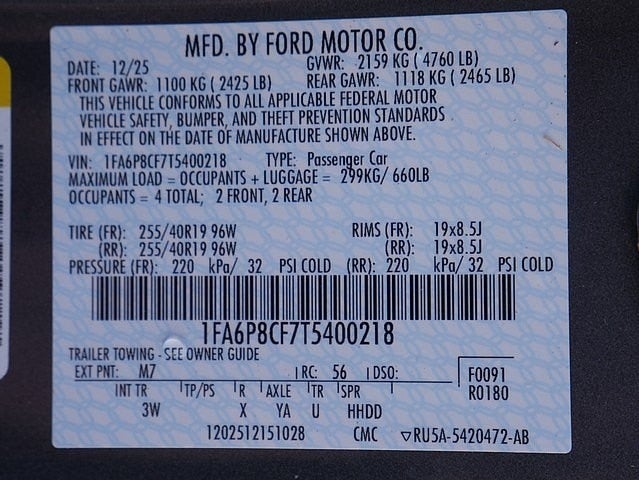 MFD. BY FORD MOTOR CO.
DATE: 12/25 GVWR: 2159 KG ( 4760 LB)
FRONT GAWR: 1100 KG ( 2425 LB) REAR GAWR: 1118 KG ( 2465 LB)
THIS VEHICLE CONFORMS TO ALL APPLICABLE FEDERAL MOTOR
VEHICLE SAFETY, BUMPER, AND THEFT PREVENTION STANDARDS
IN EFFECT ON THE DATE OF MANUFACTURE SHOWN ABOVE.
VIN: 1FA6P8CF7T5400218 TYPE: Passenger Car
MAXIMUM LOAD = OCCUPANTS + LUGGAGE = 299KG/ 660LB
OCCUPANTS = 4 TOTAL; 2 FRONT, 2 REAR
TIRE (FR): 255/40R19 96W RIMS (FR): 19x8.5J
(RR): 255/40R19 96W (RR): 19x8.5J
PRESSURE (FR): 220 kPa/ 32 PSI COLD (RR): 220 kPa/ 32 PSI COLD
1FA6P8CF7T5400218
TRAILER TOWING - SEE OWNER GUIDE
EXT PNT: M7 RC: 56 DSO: F0091
R0180
INT TR TP/PS R AXLE TR SPR
3W X YA U HHDD
1202512151028 CMC ▽RU5A-5420472-AB